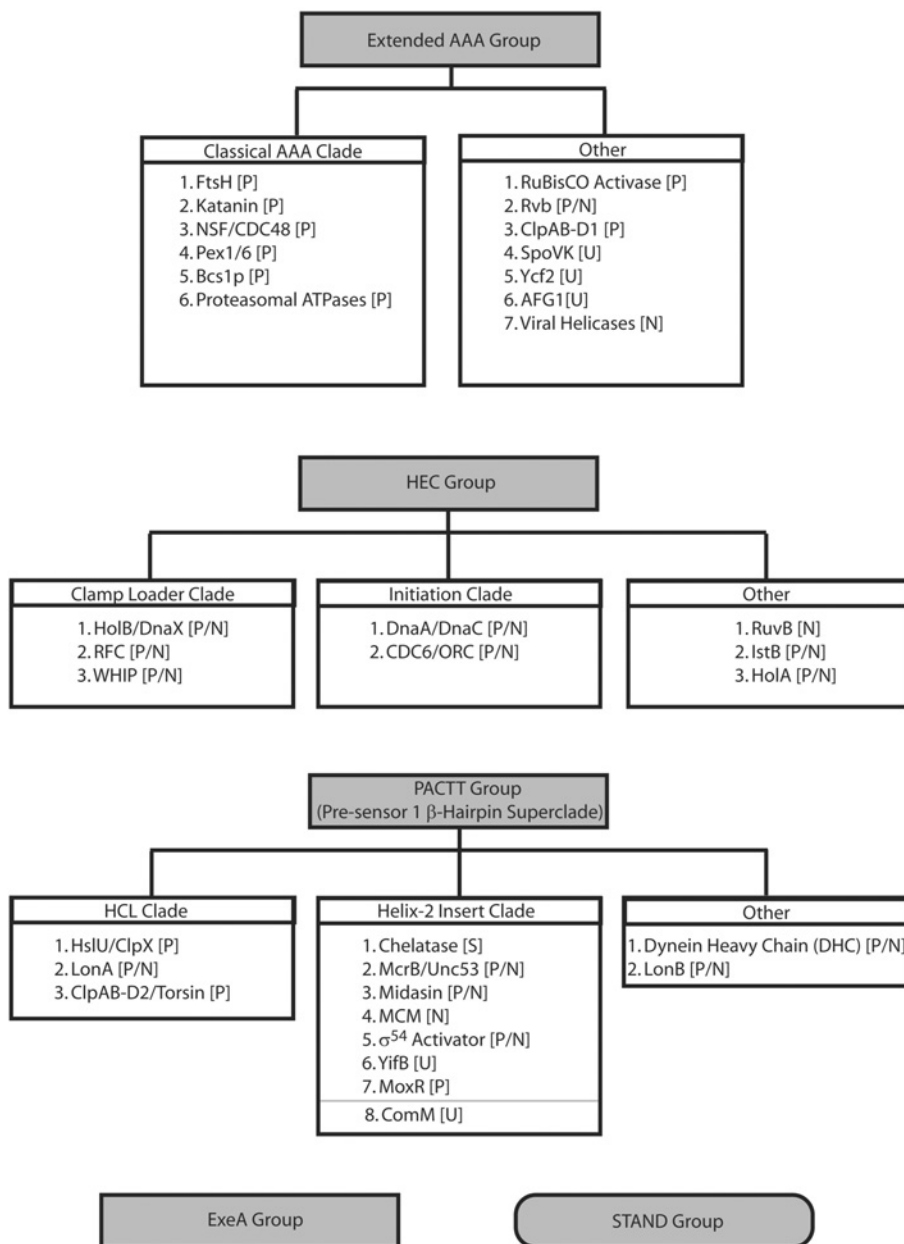 Extended AAA Group
Classical AAA Clade
1. FtsH [P]
2. Katanin [P]
3. NSF/CDC48 [P]
4. Pex1/6 [P]
5. Bcs1p [P]
6. Proteasomal ATPases [P]
Other
1. RuBisCO Activase [P]
2. Rvb [P/N]
3. ClpAB-D1 [P]
4. SpoVK [U]
5. Ycf2 [U]
6. AFG1[U]
7. Viral Helicases [N]
HEC Group
Clamp Loader Clade
1. HolB/DnaX [P/N]
2. RFC [P/N]
3. WHIP [P/N]
Initiation Clade
1. DnaA/DnaC [P/N]
2. CDC6/ORC [P/N]
Other
1. RuvB [N]
2. IstB [P/N]
3. HolA [P/N]
PACTT Group
(Pre-sensor 1 β-Hairpin Superclade)
HCL Clade
1. HslU/ClpX [P]
2. LonA [P/N]
3. ClpAB-D2/Torsin [P]
Helix-2 Insert Clade
1. Chelatase [S]
2. McrB/Unc53 [P/N]
3. Midasin [P/N]
4. MCM [N]
5. σ54 Activator [P/N]
6. YifB [U]
7. MoxR [P]
8. ComM [U]
Other
1. Dynein Heavy Chain (DHC) [P/N]
2. LonB [P/N]
ExeA Group
STAND Group